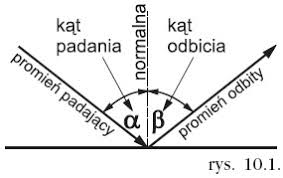 kąt
padania
normalna
kąt
odbicia
promień padający
α
β
promień odbity
rys. 10.1.